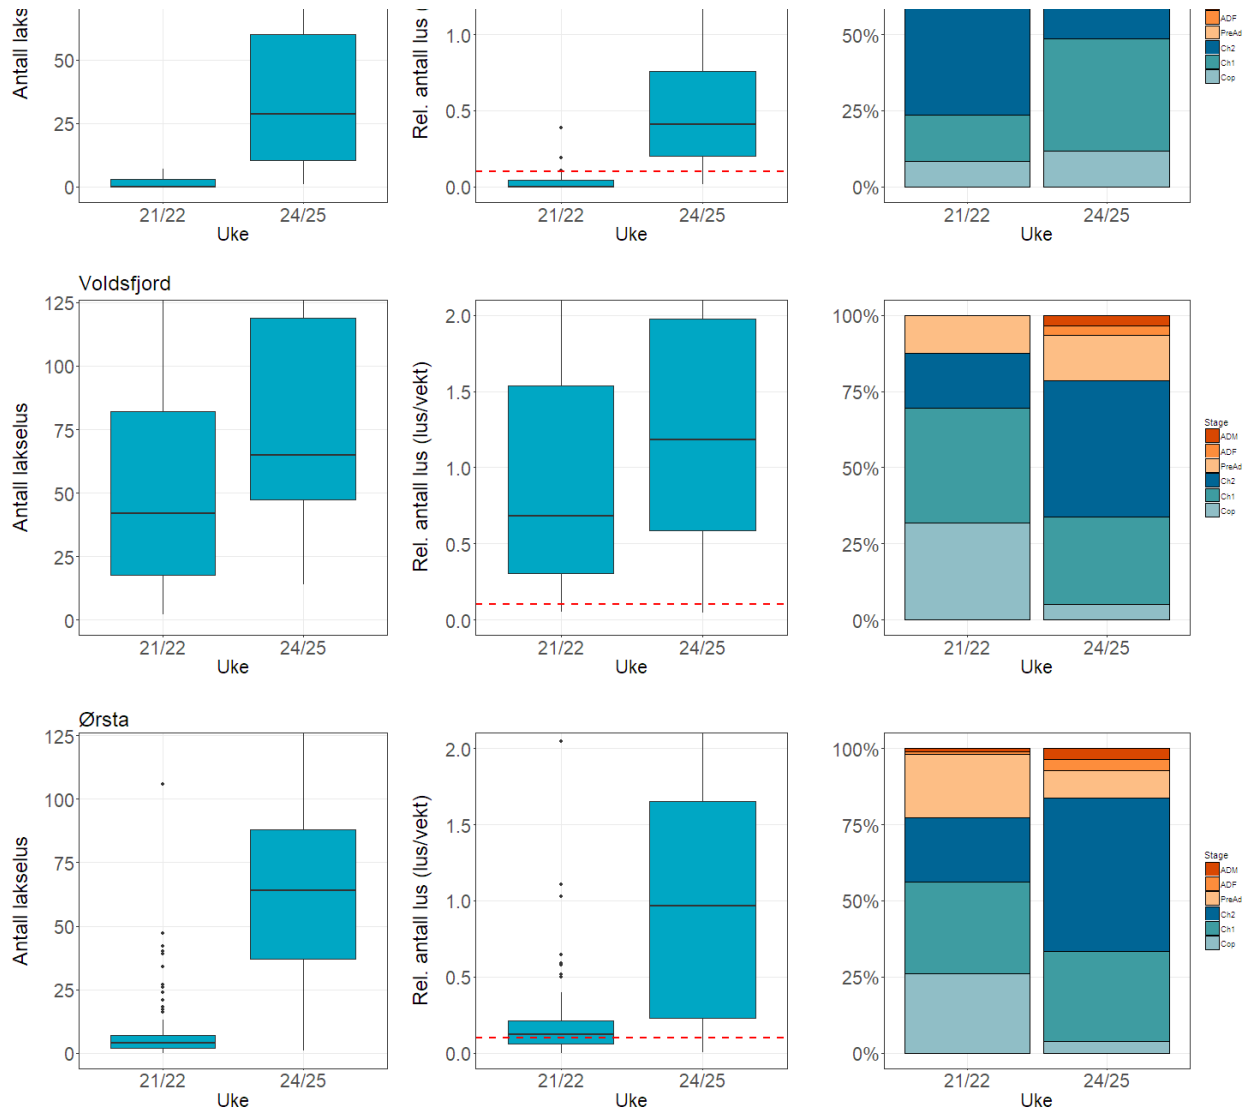 Antall laks
50
25
0
21/22
24/25
Uke
Rel. antall lus (
1.0
0.5
0.0
21/22
24/25
Uke
50%
25%
0%
21/22
24/25
Uke
ADF
PreAd
Ch2
Ch1
Cop
Voldsfjord
Antall lakselus
125
100
75
50
25
0
21/22
24/25
Uke
Rel. antall lus (lus/vekt)
2.0
1.5
1.0
0.5
0.0
21/22
24/25
Uke
100%
75%
50%
25%
0%
21/22
24/25
Uke
Stage
ADM
ADF
PreAd
Ch2
Ch1
Cop
Ørsta
Antall lakselus
125
100
75
50
25
0
21/22
24/25
Uke
Rel. antall lus (lus/vekt)
2.0
1.5
1.0
0.5
0.0
21/22
24/25
Uke
100%
75%
50%
25%
0%
21/22
24/25
Uke
Stage
ADM
ADF
PreAd
Ch2
Ch1
Cop